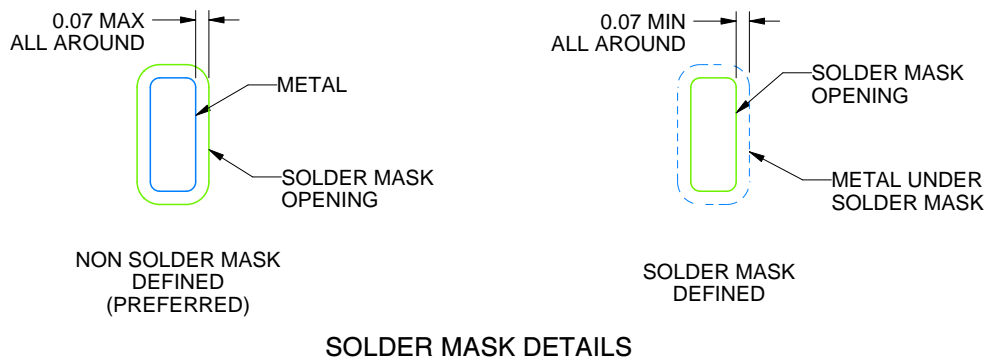 0.07 MAX
ALL AROUND
METAL
SOLDER MASK
OPENING
NON SOLDER MASK
DEFINED
(PREFERRED)
0.07 MIN
ALL AROUND
SOLDER MASK
OPENING
METAL UNDER
SOLDER MASK
SOLDER MASK
DEFINED
SOLDER MASK DETAILS